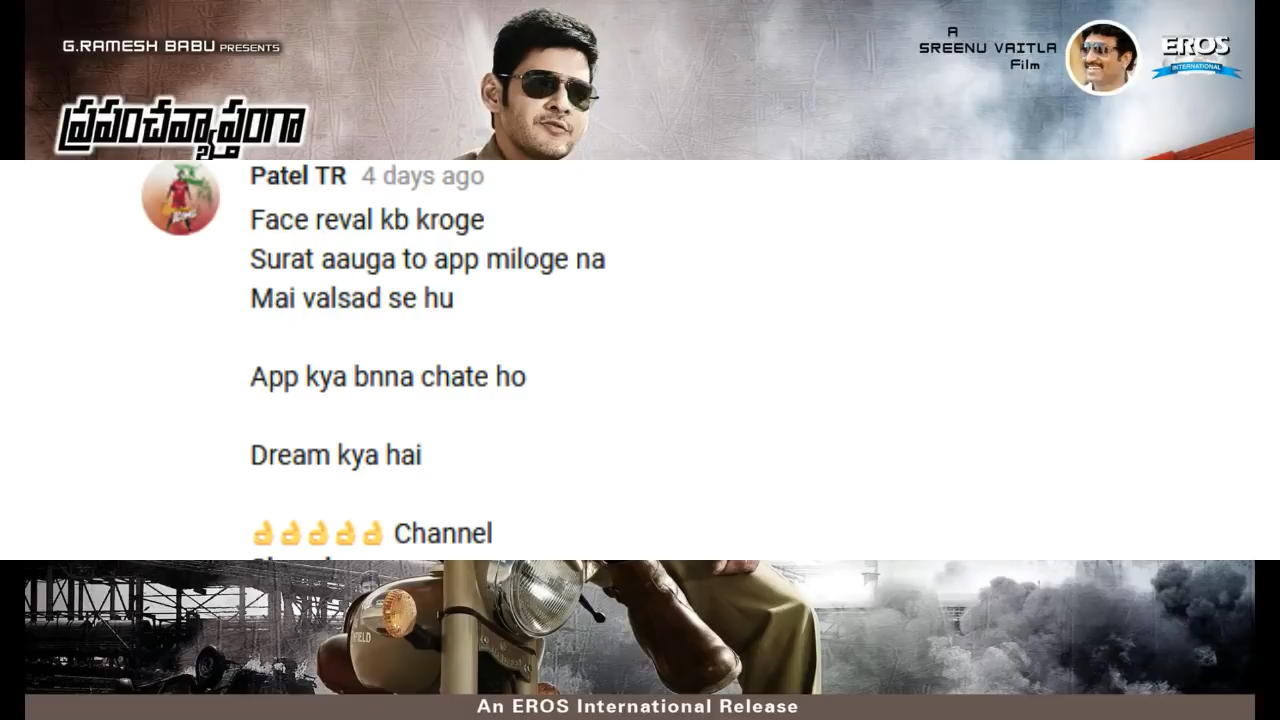 G.RAMESH BABU PRESENTS
A
SREENU VAITLA
Film
EROS
INTERNATIONAL
ప్రపంచవ్యాప్తంగా
Patel TR 4 days ago
Face reval kb kroge
Surat aauga to app miloge na
Mai valsad se hu
App kya bnna chate ho
Dream kya hai
👌👌👌👌👌 Channel
FIELD
An EROS International Release